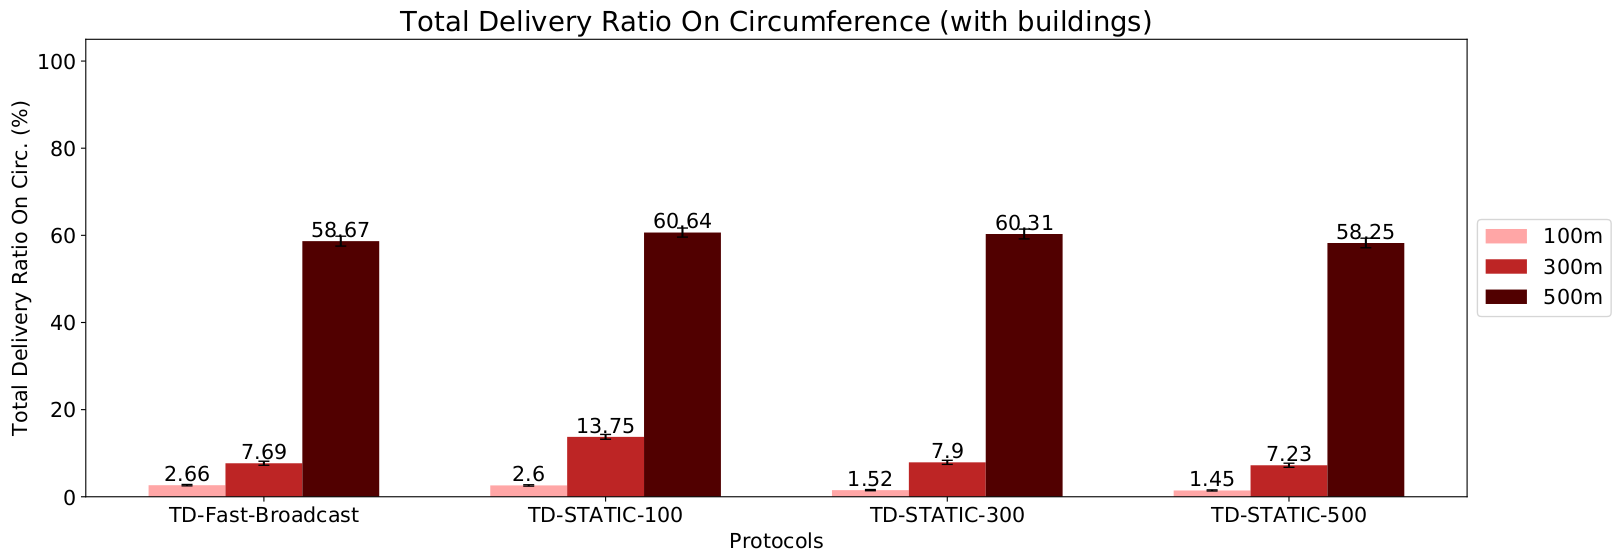 Total Delivery Ratio On Circumference (with buildings)
Total Delivery Ratio On Circ. (%)
100
80
60
40
20
0
2.66
7.69
58.67
2.6
13.75
60.64
1.52
7.9
60.31
1.45
7.23
58.25
TD-Fast-Broadcast
TD-STATIC-100
TD-STATIC-300
TD-STATIC-500
Protocols
100m
300m
500m